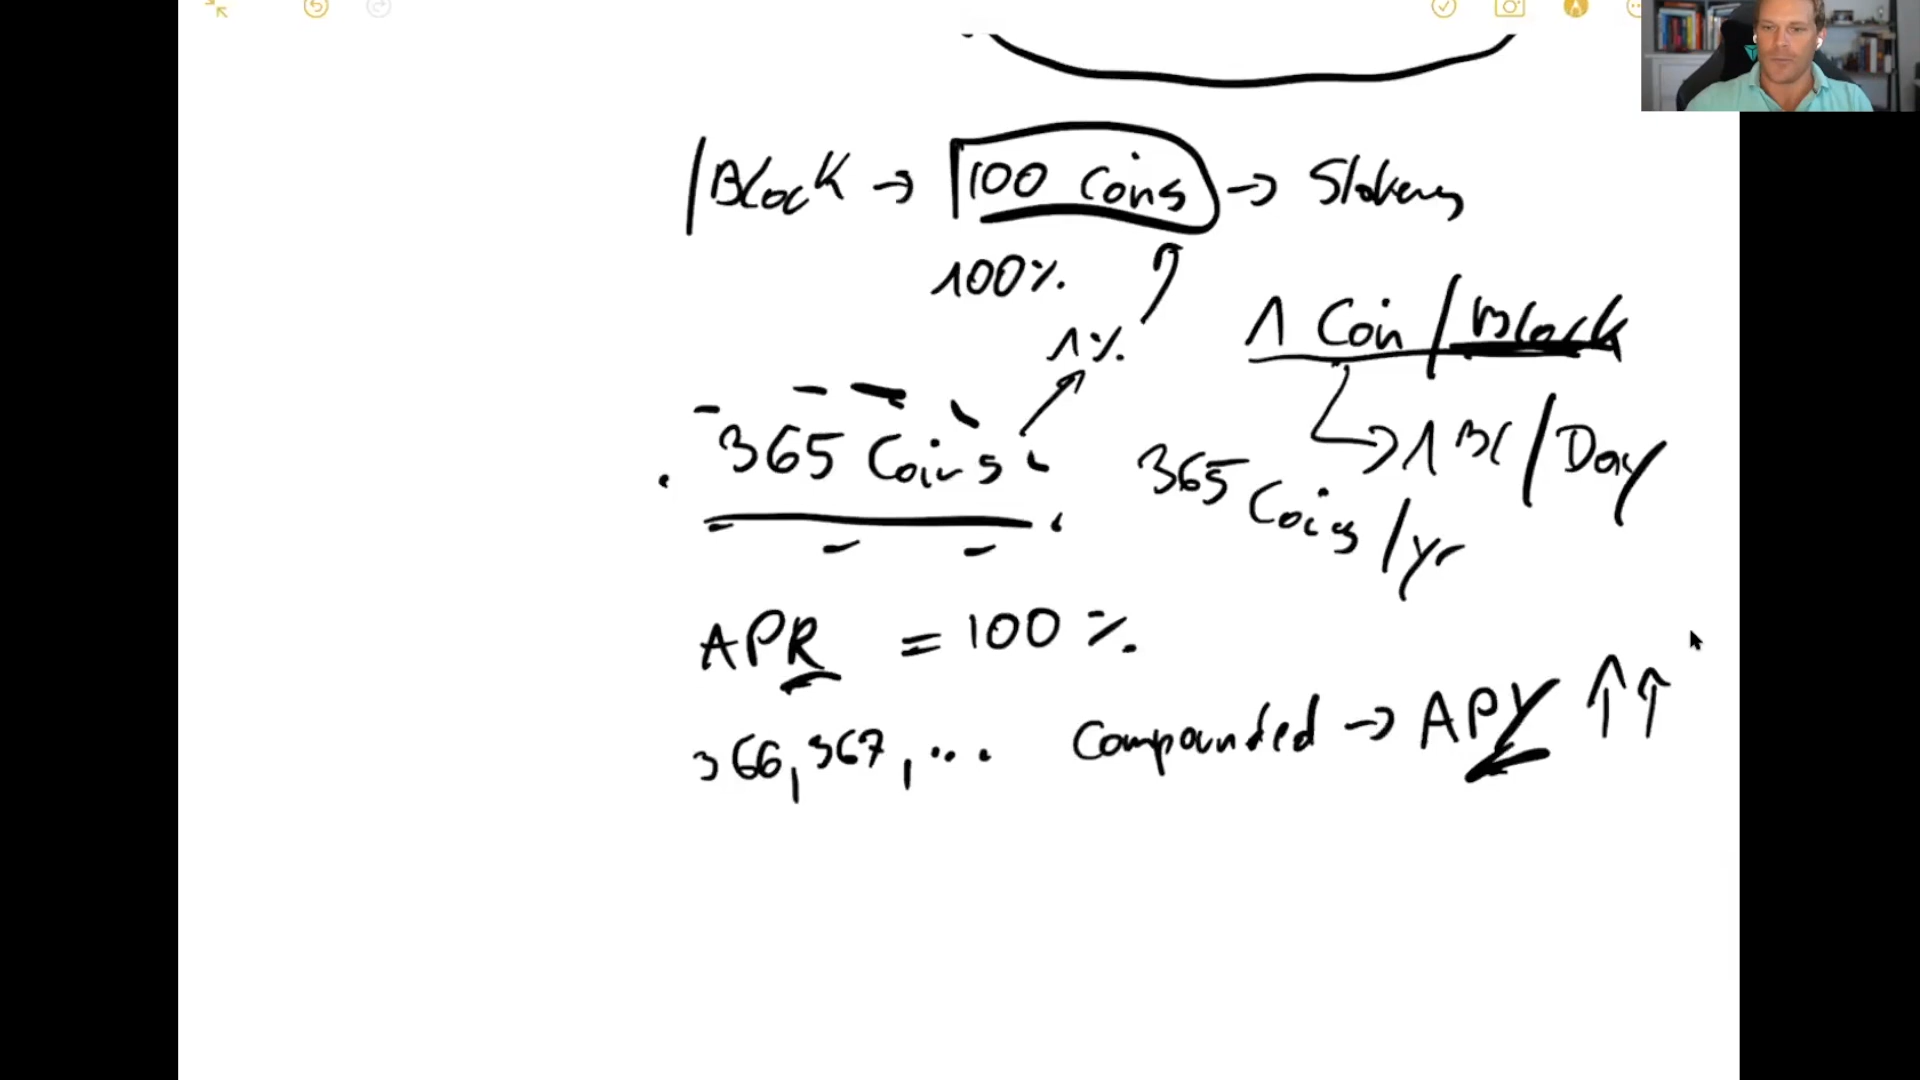 /Block → 100 Coins → Stakers
100%
1%
1 Coin / Block
365 Coins
→ 1 Bl / Day
365 Coins / yr
APR = 100 %
366, 367, ... Compounded → APY ↑↑